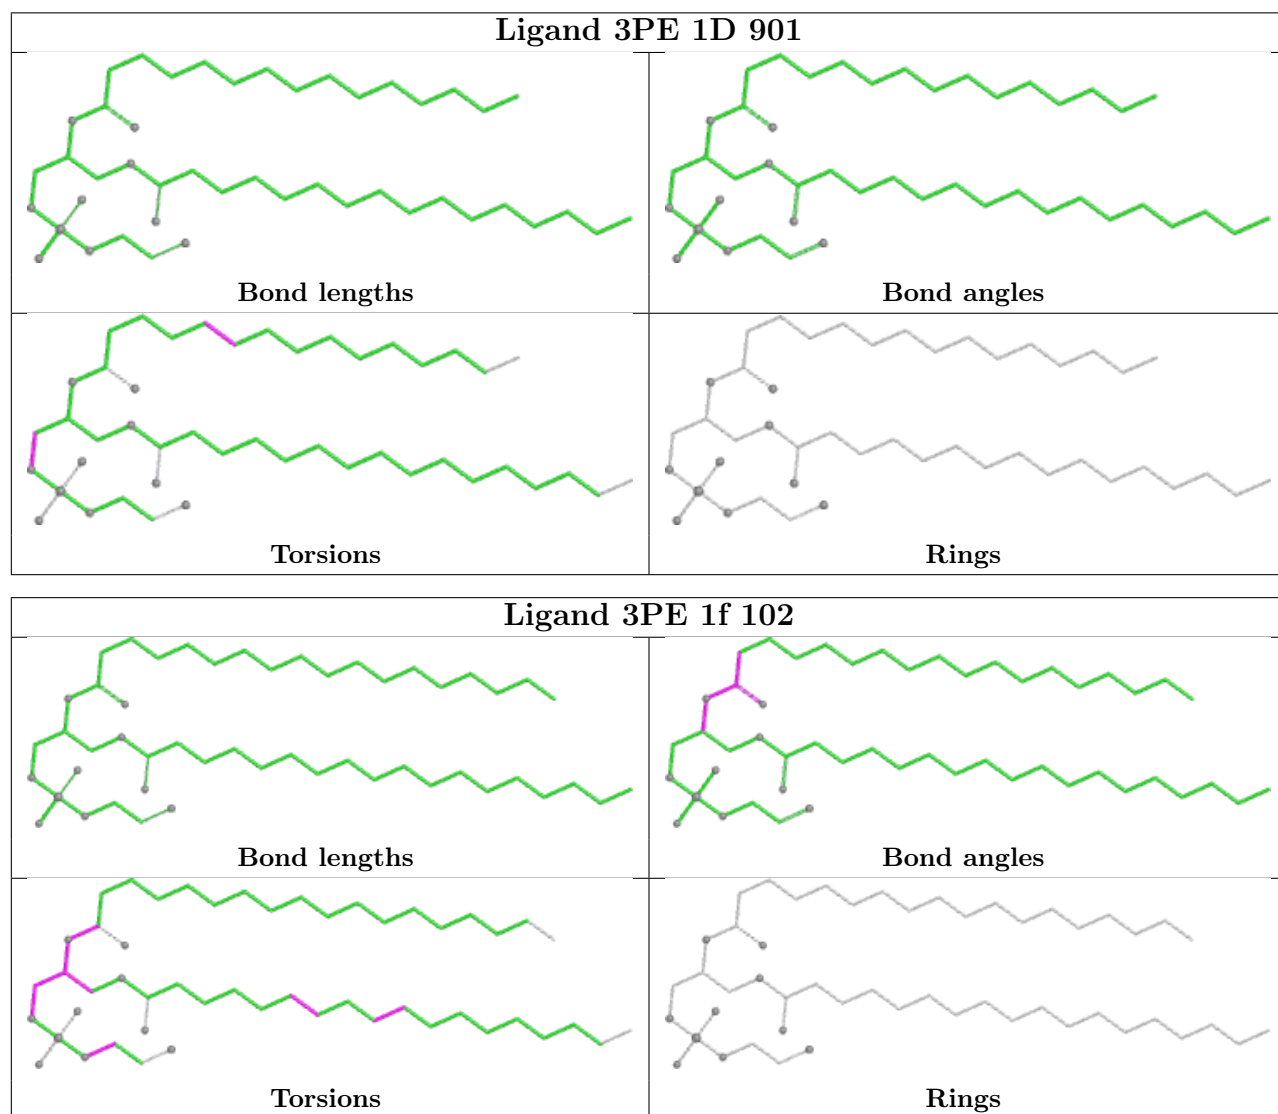 Ligand 3PE 1D 901
Bond lengths
Bond angles
Torsions
Rings
Ligand 3PE 1f 102
Bond lengths
Bond angles
Torsions
Rings